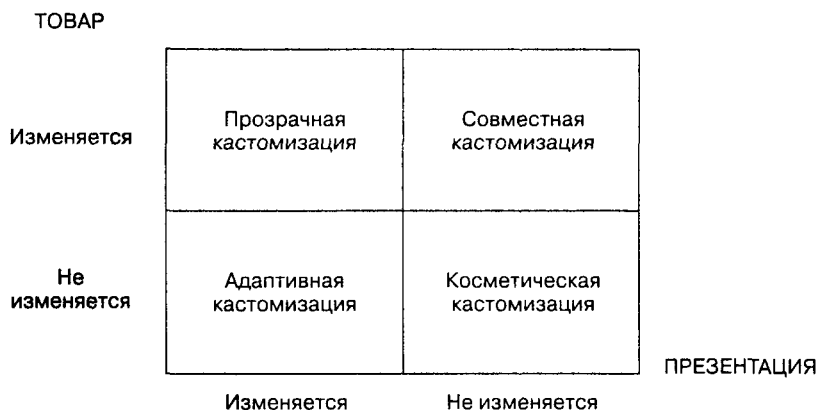 ТОВАР
Изменяется
Прозрачная
кастомизация
Совместная
кастомизация
Не
изменяется
Адаптивная
кастомизация
Косметическая
кастомизация
ПРЕЗЕНТАЦИЯ
Изменяется
Не изменяется